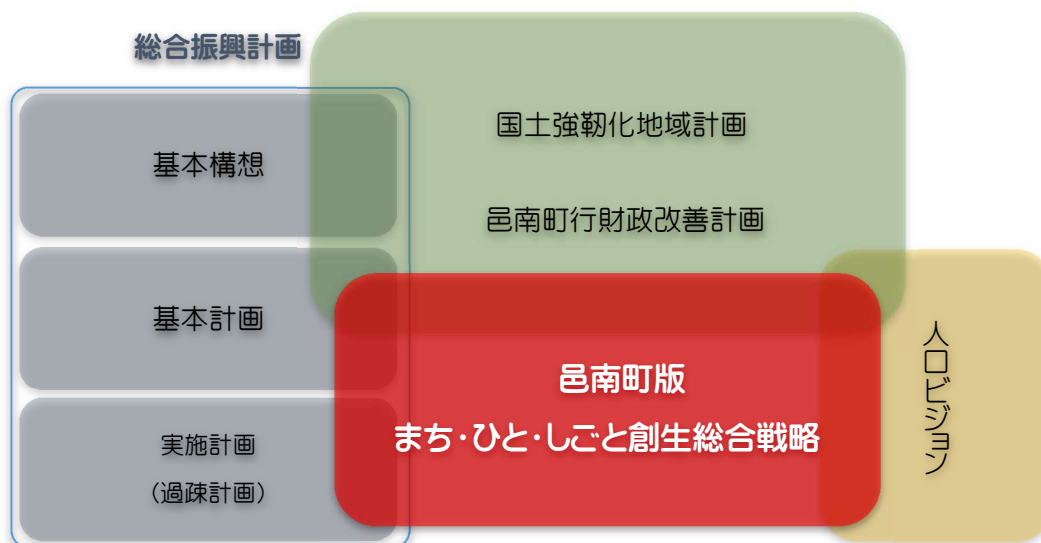 総合振興計画
基本構想
基本計画
実施計画
（過疎計画）
国土強靭化地域計画
邑南町行財政改善計画
邑南町版
まち・ひと・しごと創生総合戦略
人口ビジョン